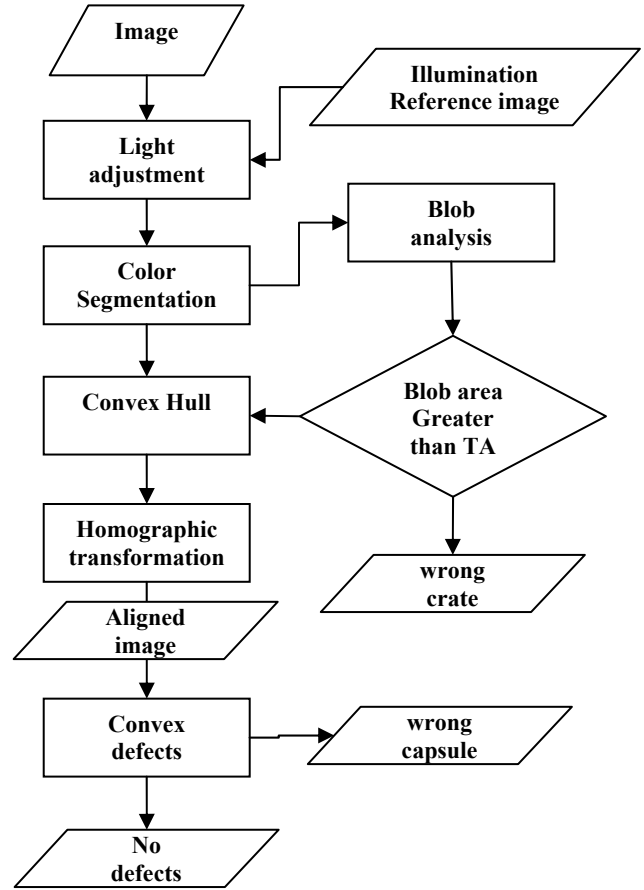 Image
Illumination
Reference image
Light
adjustment
Blob
analysis
Color
Segmentation
Convex Hull
Blob area
Greater
than TA
Homographic
transformation
wrong
crate
Aligned
image
Convex
defects
wrong
capsule
No
defects